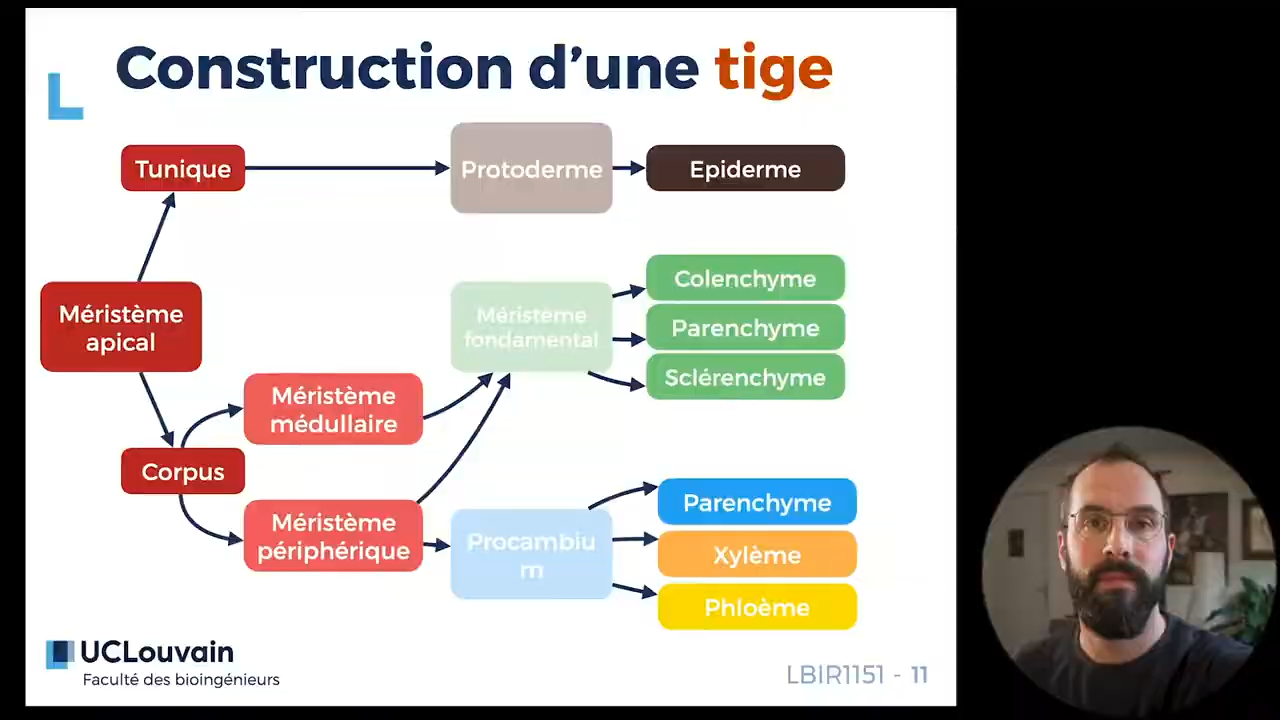 Construction d’une tige
Tunique
Protoderme
Epiderme
Méristème
apical
Méristème
fondamental
Colenchyme
Parenchyme
Sclérenchyme
Méristème
médullaire
Corpus
Méristème
périphérique
Procambiu
m
Parenchyme
Xylème
Phloème
UCLouvain
Faculté des bioingénieurs
LBIR1151 - 11